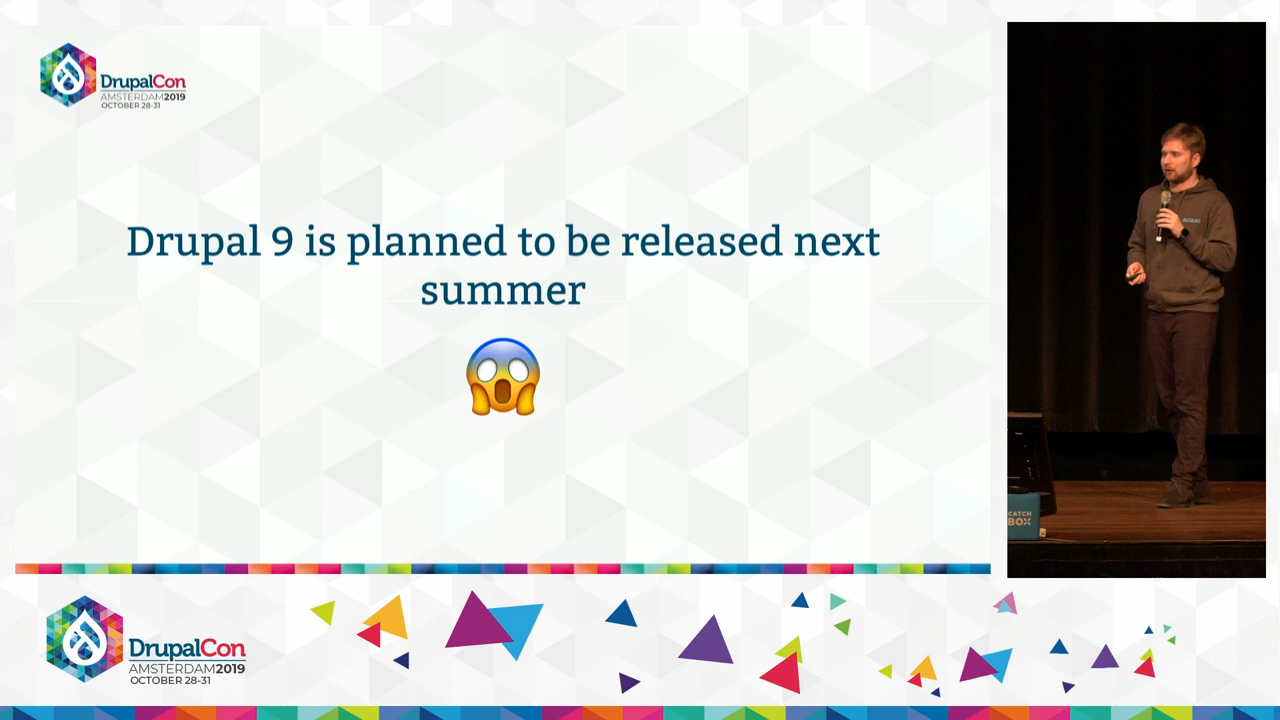 DrupalCon
AMSTERDAM2019
OCTOBER 28-31
Drupal 9 is planned to be released next
summer
CATCH
BOX
DrupalCon
AMSTERDAM2019
OCTOBER 28-31